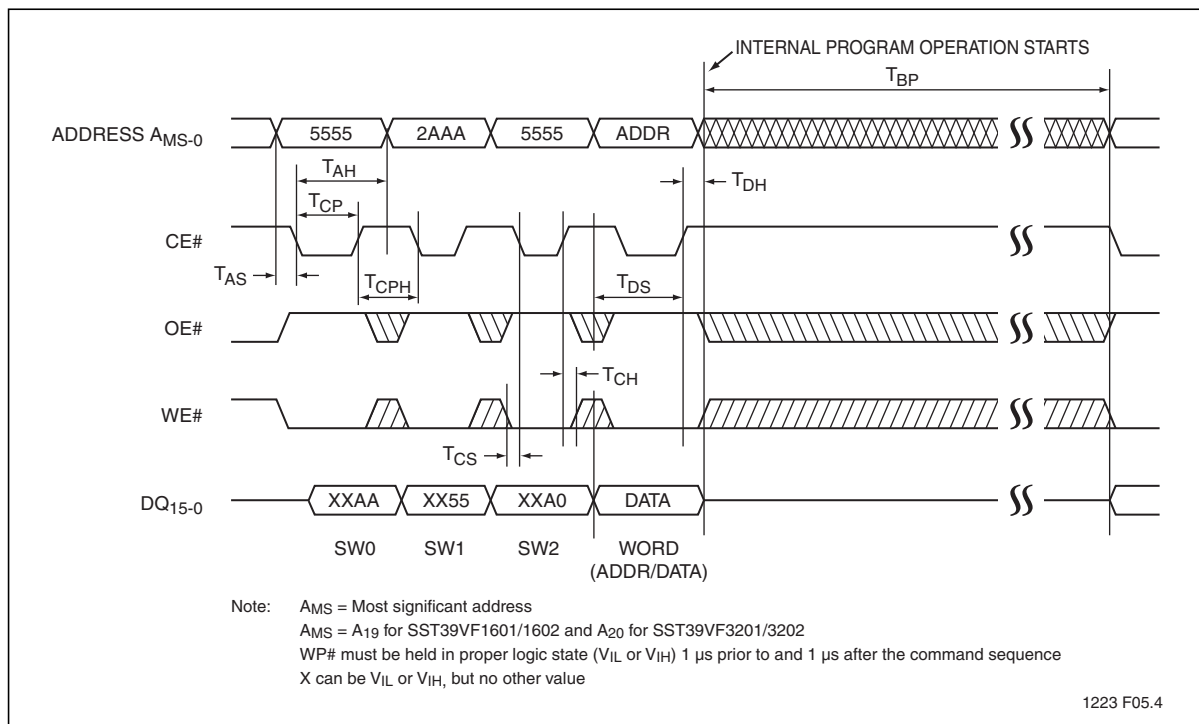 INTERNAL PROGRAM OPERATION STARTS
TBP
ADDRESS AMS-0
5555
2AAA
5555
ADDR
TAH
TDH
TCP
CE#
TAS
TCPH
TDS
OE#
TCH
WE#
TCS
DQ15-0
XXAA
XX55
XXA0
DATA
SW0
SW1
SW2
WORD
(ADDR/DATA)
Note: AMS = Most significant address
AMS = A19 for SST39VF1601/1602 and A20 for SST39VF3201/3202
WP# must be held in proper logic state (VIL or VIH) 1 µs prior to and 1 µs after the command sequence
X can be VIL or VIH, but no other value
1223 F05.4